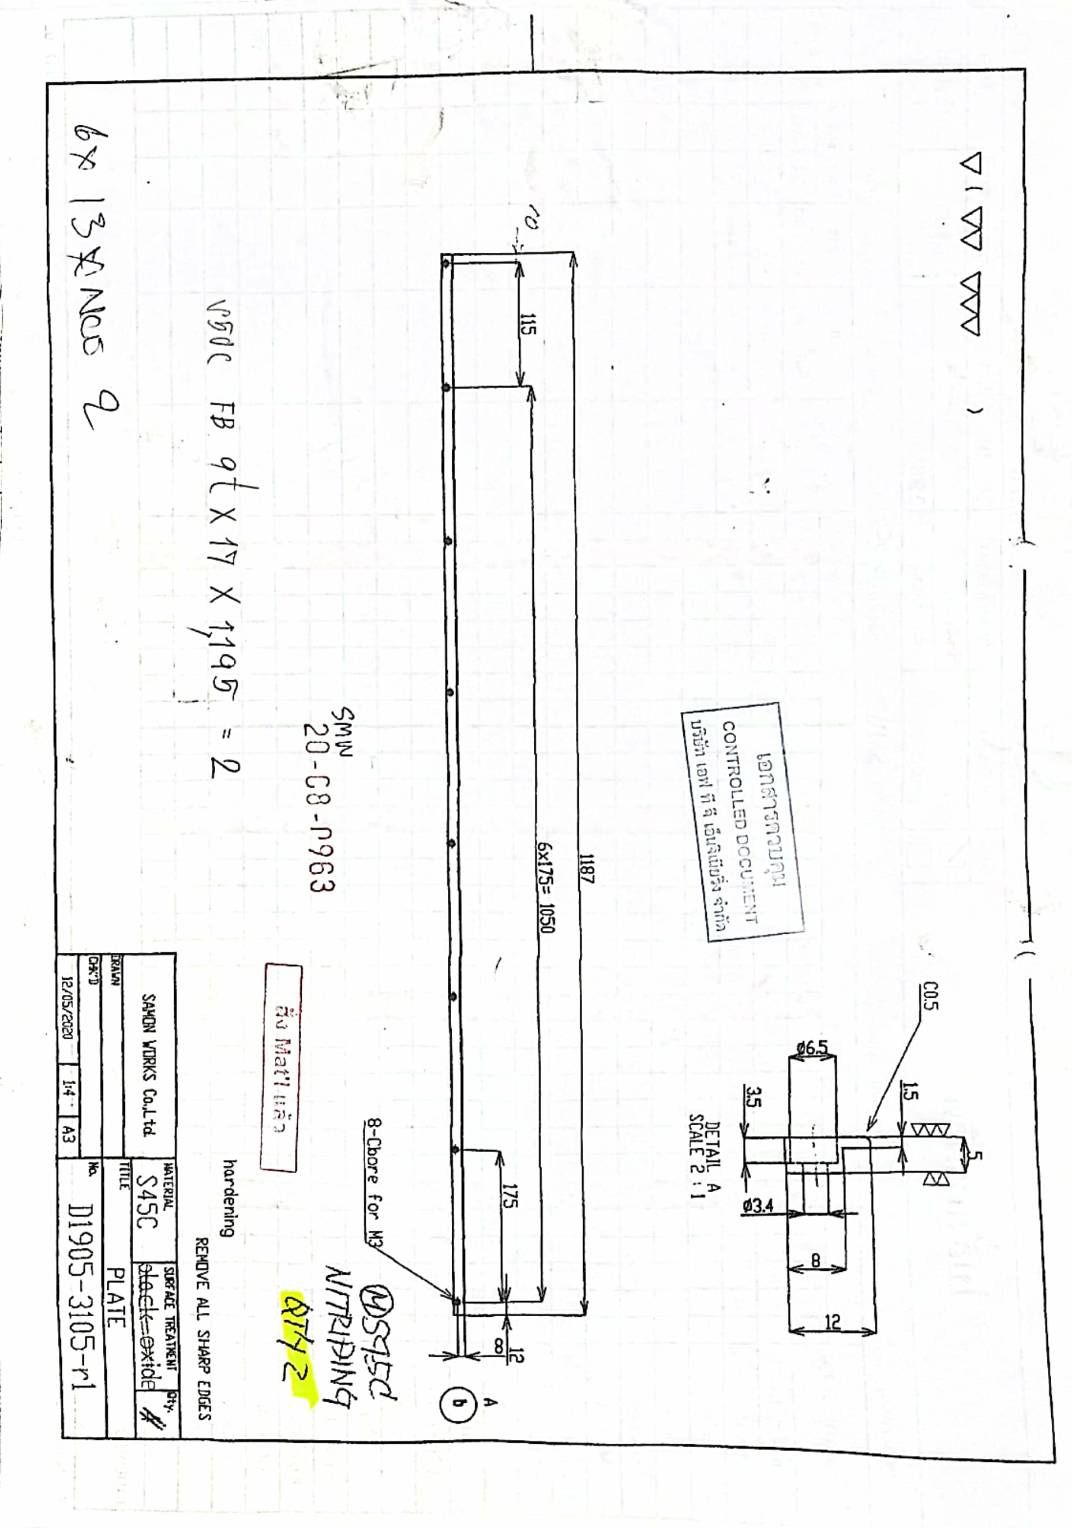 ▽ ( ▽▽ ▽▽▽ )
5
C0.5
1.5
ø6.5
8
12
3.5
ø3.4
DETAIL A
SCALE 2 : 1
เอกสารควบคุม
CONTROLLED DOCUMENT
บริษัท เอฟ ที จี เอ็นจิเนียริ่ง จำกัด
1187
6x175= 1050
10
115
175
12
8
A
b
8-Cbore for M3
Ⓜ S45C
NITRIDING
QTY 2
SMW
20-C8-0963
สั่ง Mat'l แล้ว
FB 9t X 17 X 1,195 = 2
hardening
REMOVE ALL SHARP EDGES
SAMON WORKS Co.,Ltd.
MATERIAL
S45C
SURFACE TREATMENT
black oxide
Qty.
DRAWN
TITLE
PLATE
CHK'D
No.
D1905-3105-r1
12/05/2020
1:4
A3
6x 13x
2